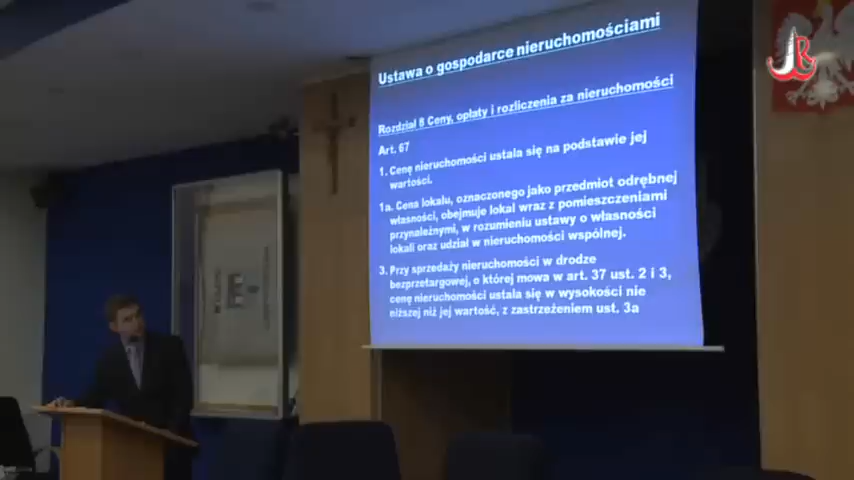 Ustawa o gospodarce nieruchomościami
Rozdział 8 Ceny, opłaty i rozliczenia za nieruchomości
Art. 67
1. Cenę nieruchomości ustala się na podstawie jej
wartości.
1a. Cena lokalu, oznaczonego jako przedmiot odrębnej
własności, obejmuje lokal wraz z pomieszczeniami
przynależnymi, w rozumieniu ustawy o własności
lokali oraz udział w nieruchomości wspólnej.
3. Przy sprzedaży nieruchomości w drodze
bezprzetargowej, o której mowa w art. 37 ust. 2 i 3,
cenę nieruchomości ustala się w wysokości nie
niższej niż jej wartość, z zastrzeżeniem ust. 3a